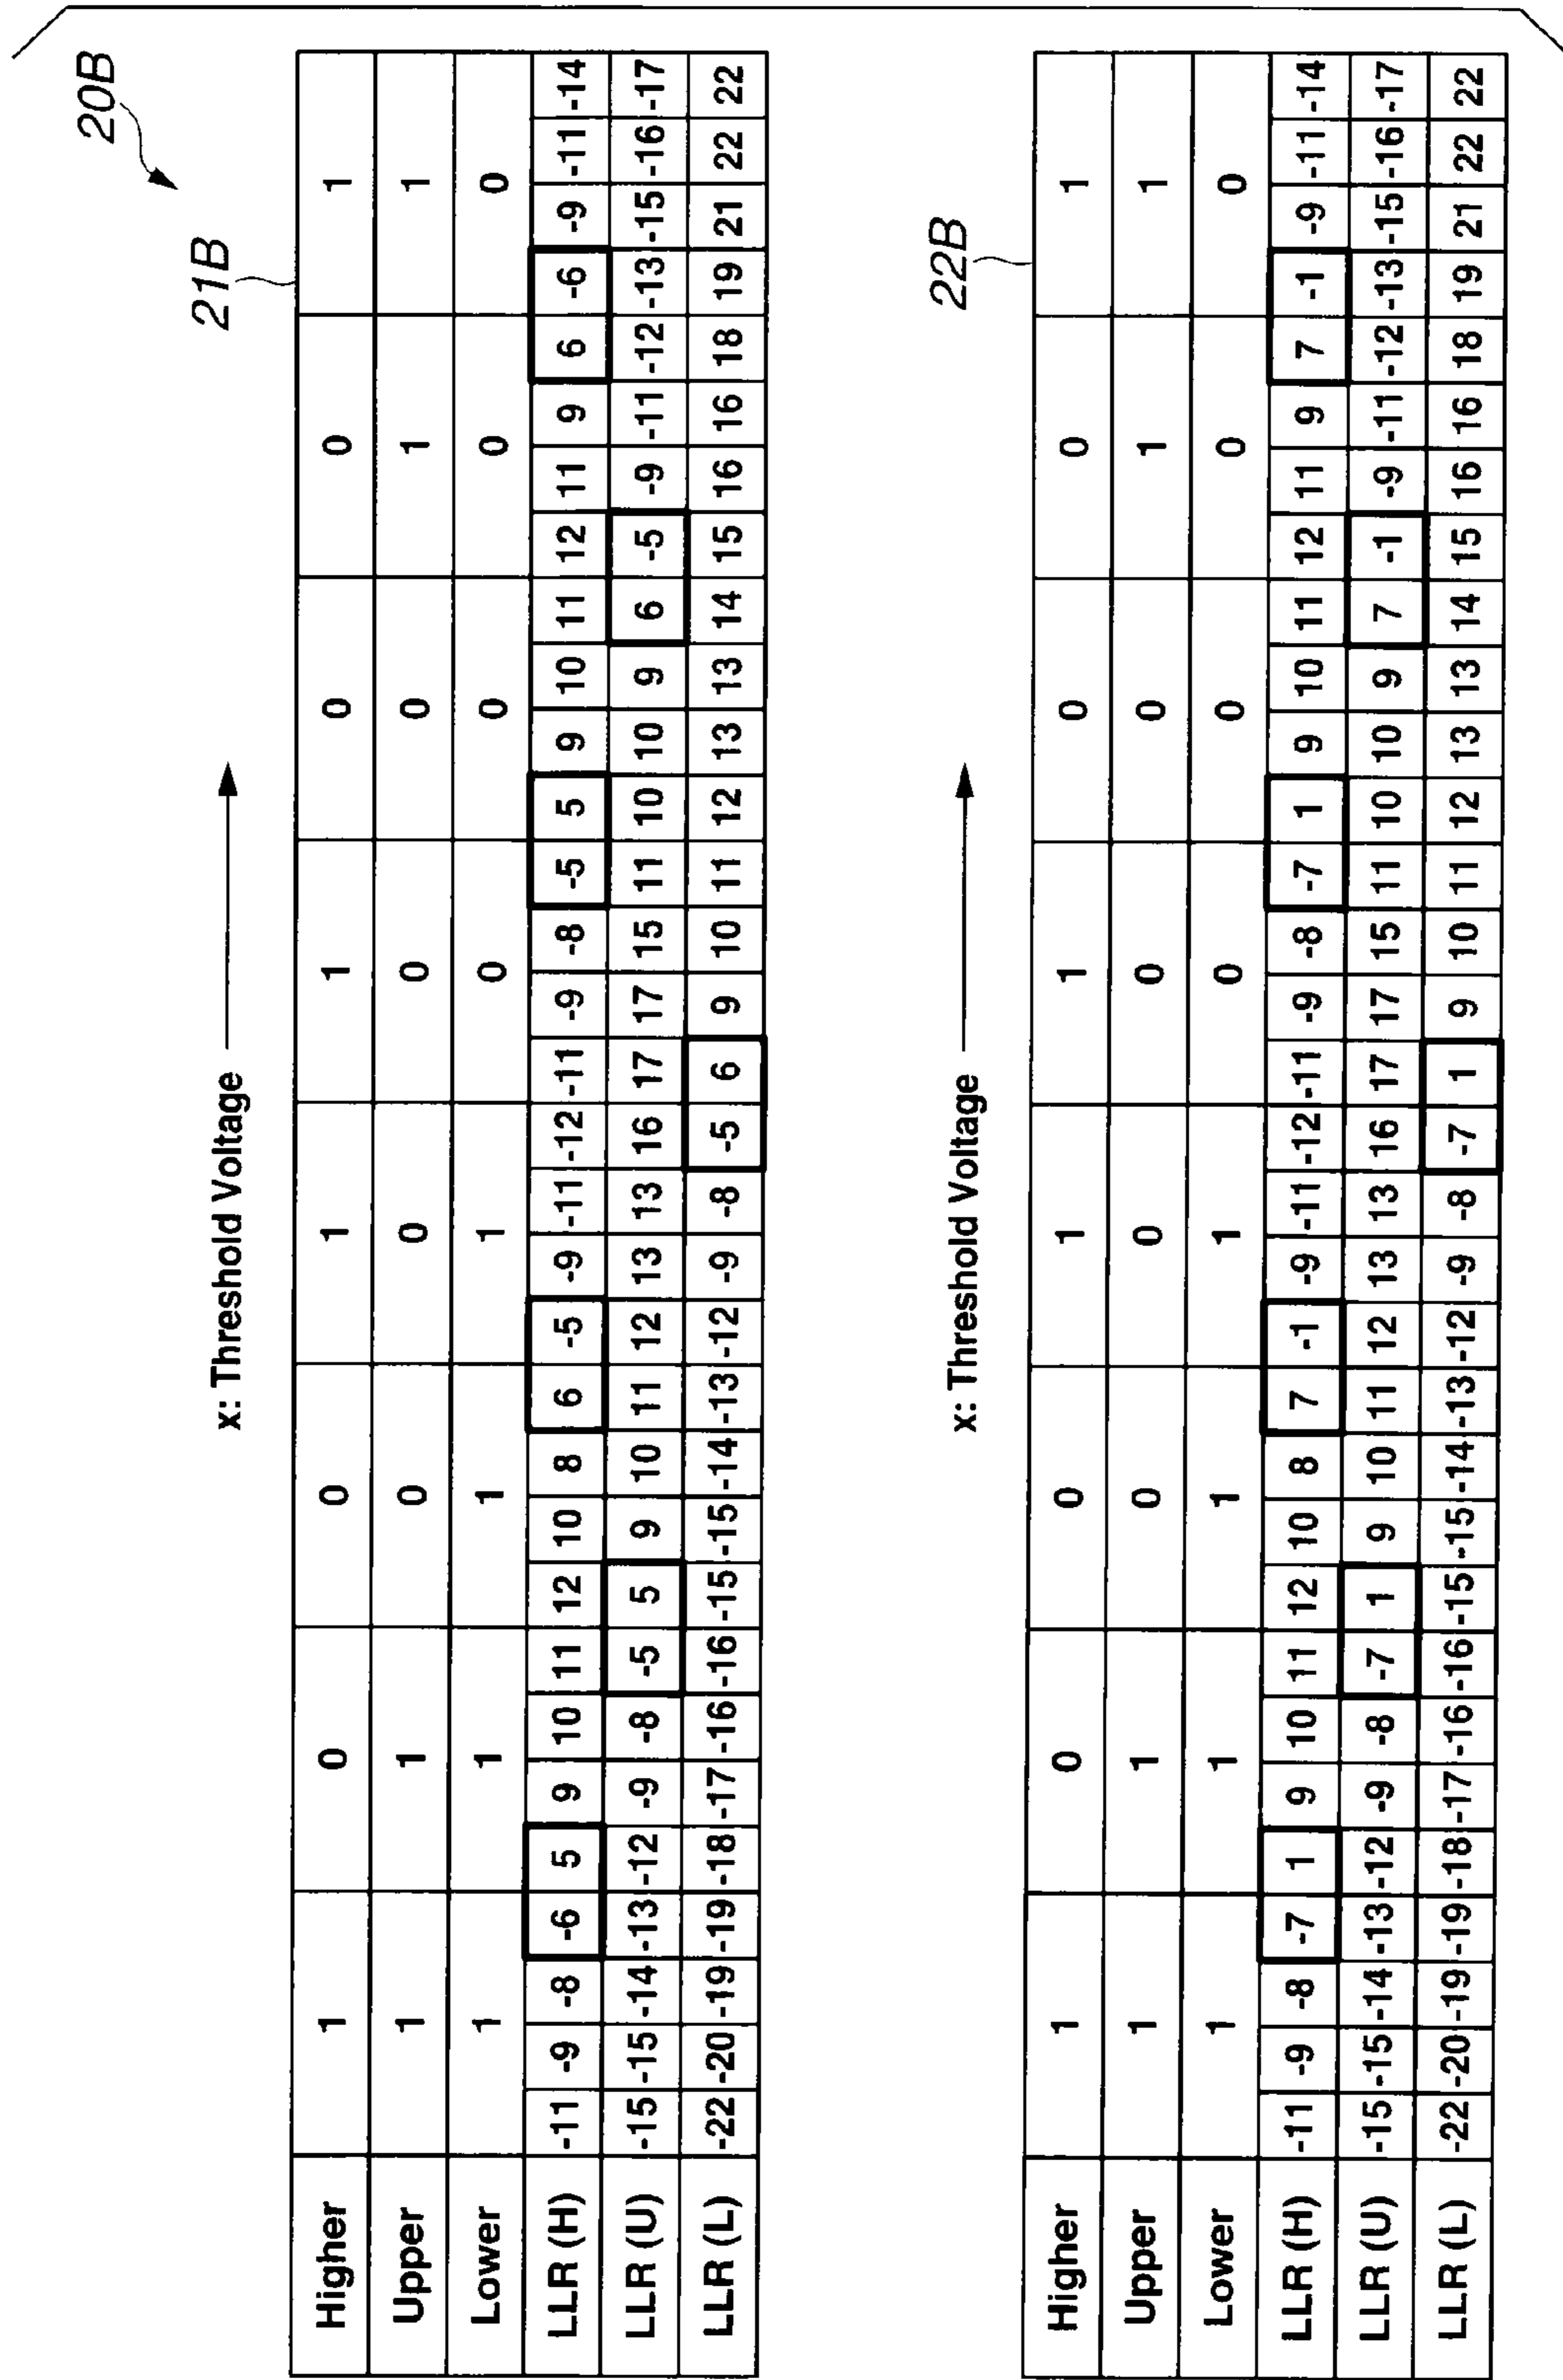 20B
21B
x: Threshold Voltage
Higher 1 0 0 1 1 0 0 1
Upper 1 1 0 0 0 0 1 1
Lower 1 1 1 1 0 0 0 0
LLR (H) -11 -9 -8 -6 5 9 10 11 12 10 8 6 -5 -9 -11 -12 -11 -9 -8 -5 5 9 10 11 12 11 9 6 -6 -9 -11 -14
LLR (U) -15 -15 -14 -13 -12 -9 -8 -5 5 9 10 11 12 13 13 16 17 17 15 11 10 10 9 6 -5 -9 -11 -12 -13 -15 -16 -17
LLR (L) -22 -20 -19 -19 -18 -17 -16 -16 -15 -15 -14 -13 -12 -9 -8 -5 6 9 10 11 12 13 13 14 15 16 16 18 19 21 22 22
22B
x: Threshold Voltage
Higher 1 0 0 1 1 0 0 1
Upper 1 1 0 0 0 0 1 1
Lower 1 1 1 1 0 0 0 0
LLR (H) -11 -9 -8 -7 1 9 10 11 12 10 8 7 -1 -9 -11 -12 -11 -9 -8 -7 1 9 10 11 12 11 9 7 -1 -9 -11 -14
LLR (U) -15 -15 -14 -13 -12 -9 -8 -7 1 9 10 11 12 13 13 16 17 17 15 11 10 10 9 7 -1 -9 -11 -12 -13 -15 -16 -17
LLR (L) -22 -20 -19 -19 -18 -17 -16 -16 -15 -15 -14 -13 -12 -9 -8 -7 1 9 10 11 12 13 13 14 15 16 16 18 19 21 22 22